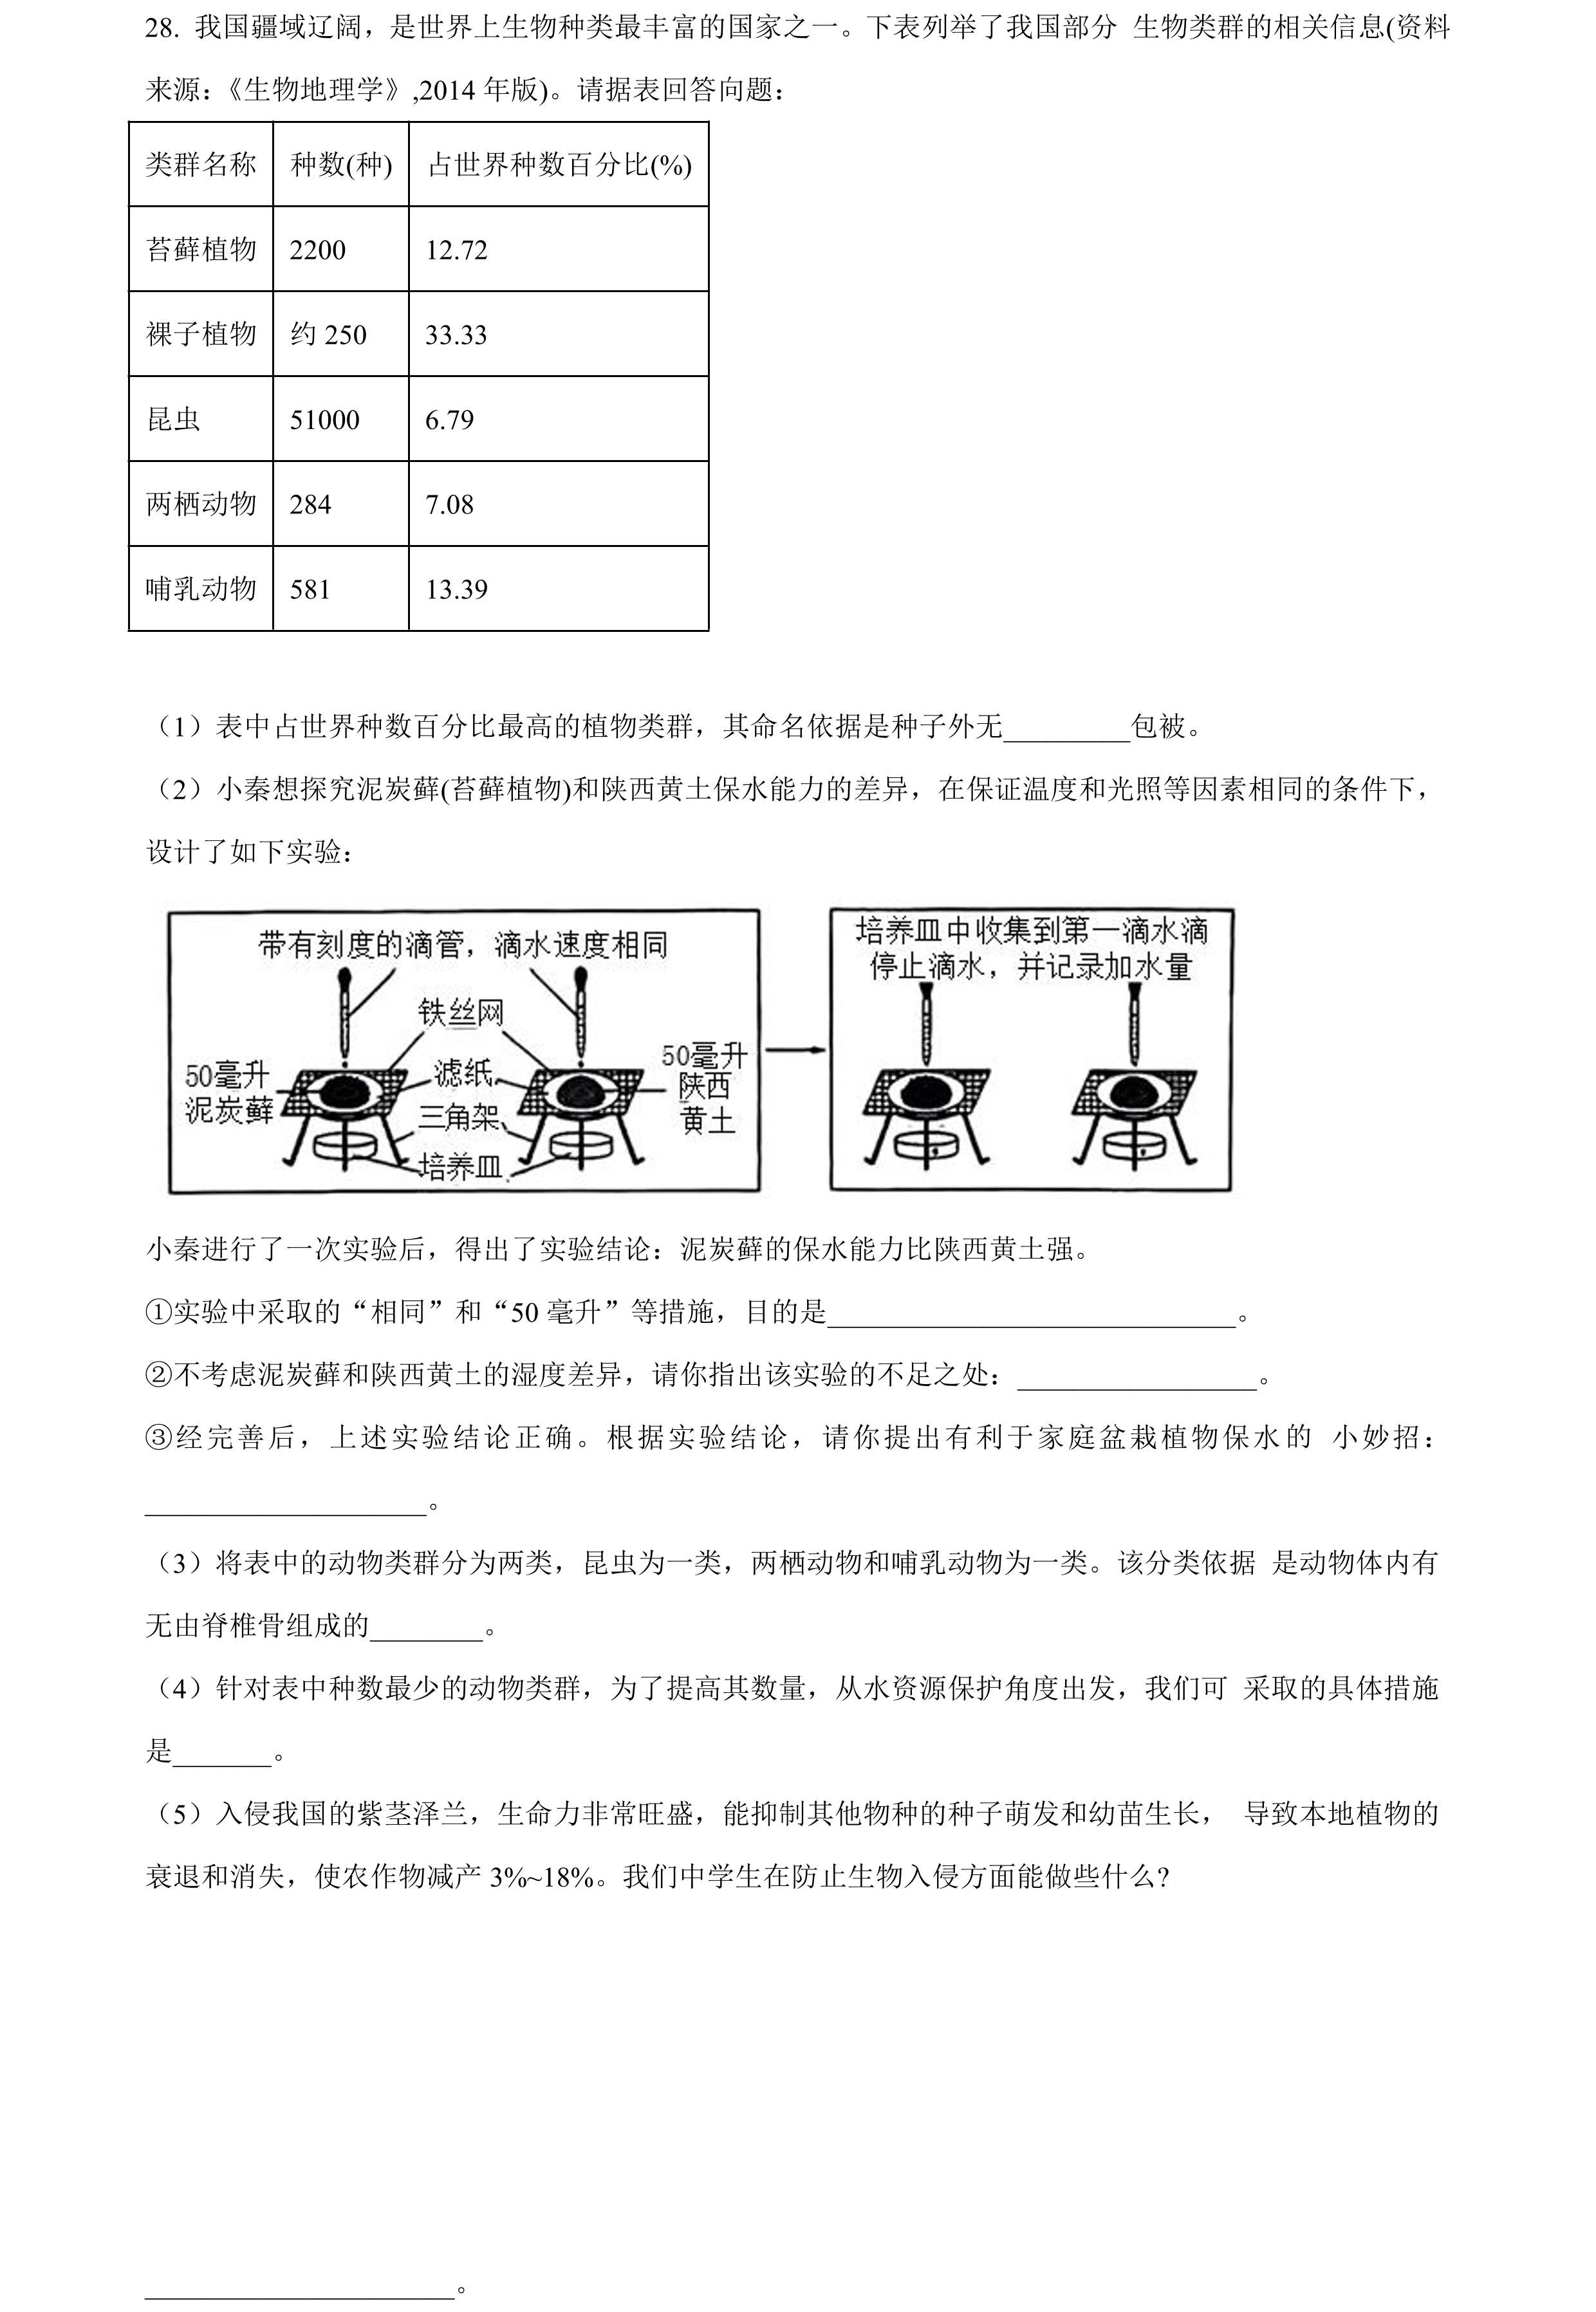 28. 我国疆域辽阔，是世界上生物种类最丰富的国家之一。下表列举了我国部分 生物类群的相关信息(资料
来源：《生物地理学》,2014 年版)。请据表回答问题：
类群名称 种数(种) 占世界种数百分比(%)
苔藓植物 2200 12.72
裸子植物 约 250 33.33
昆虫 51000 6.79
两栖动物 284 7.08
哺乳动物 581 13.39
（1）表中占世界种数百分比最高的植物类群，其命名依据是种子外无_________包被。
（2）小秦想探究泥炭藓(苔藓植物)和陕西黄土保水能力的差异，在保证温度和光照等因素相同的条件下，
设计了如下实验：
带有刻度的滴管，滴水速度相同
铁丝网
50毫升
泥炭藓
滤纸
三角架
培养皿
50毫升
陕西
黄土
培养皿中收集到第一滴水滴
停止滴水，并记录加水量
小秦进行了一次实验后，得出了实验结论：泥炭藓的保水能力比陕西黄土强。
①实验中采取的“相同”和“50 毫升”等措施，目的是_____________________________。
②不考虑泥炭藓和陕西黄土的湿度差异，请你指出该实验的不足之处：_________________。
③经完善后，上述实验结论正确。根据实验结论，请你提出有利于家庭盆栽植物保水的 小妙招：
____________________。
（3）将表中的动物类群分为两类，昆虫为一类，两栖动物和哺乳动物为一类。该分类依据 是动物体内有
无由脊椎骨组成的________。
（4）针对表中种数最少的动物类群，为了提高其数量，从水资源保护角度出发，我们可 采取的具体措施
是_______。
（5）入侵我国的紫茎泽兰，生命力非常旺盛，能抑制其他物种的种子萌发和幼苗生长， 导致本地植物的
衰退和消失，使农作物减产 3%~18%。我们中学生在防止生物入侵方面能做些什么?
______________________。